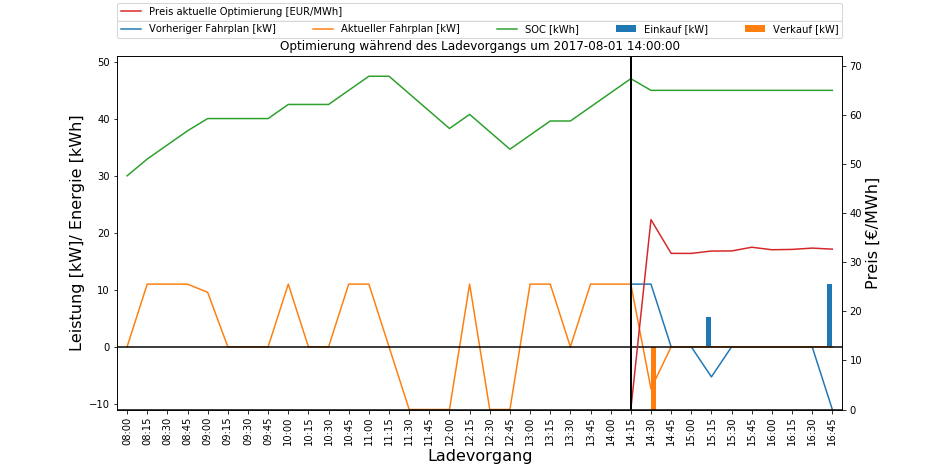 Preis aktuelle Optimierung [EUR/MWh]
Vorheriger Fahrplan [kW] Aktueller Fahrplan [kW] SOC [kWh] Einkauf [kW] Verkauf [kW]
Optimierung während des Ladevorgangs um 2017-08-01 14:00:00
Leistung [kW]/ Energie [kWh]
50
40
30
20
10
0
−10
70
60
50
40
30
20
10
0
Preis [€/MWh]
08:00 08:15 08:30 08:45 09:00 09:15 09:30 09:45 10:00 10:15 10:30 10:45 11:00 11:15 11:30 11:45 12:00 12:15 12:30 12:45 13:00 13:15 13:30 13:45 14:00 14:15 14:30 14:45 15:00 15:15 15:30 15:45 16:00 16:15 16:30 16:45
Ladevorgang